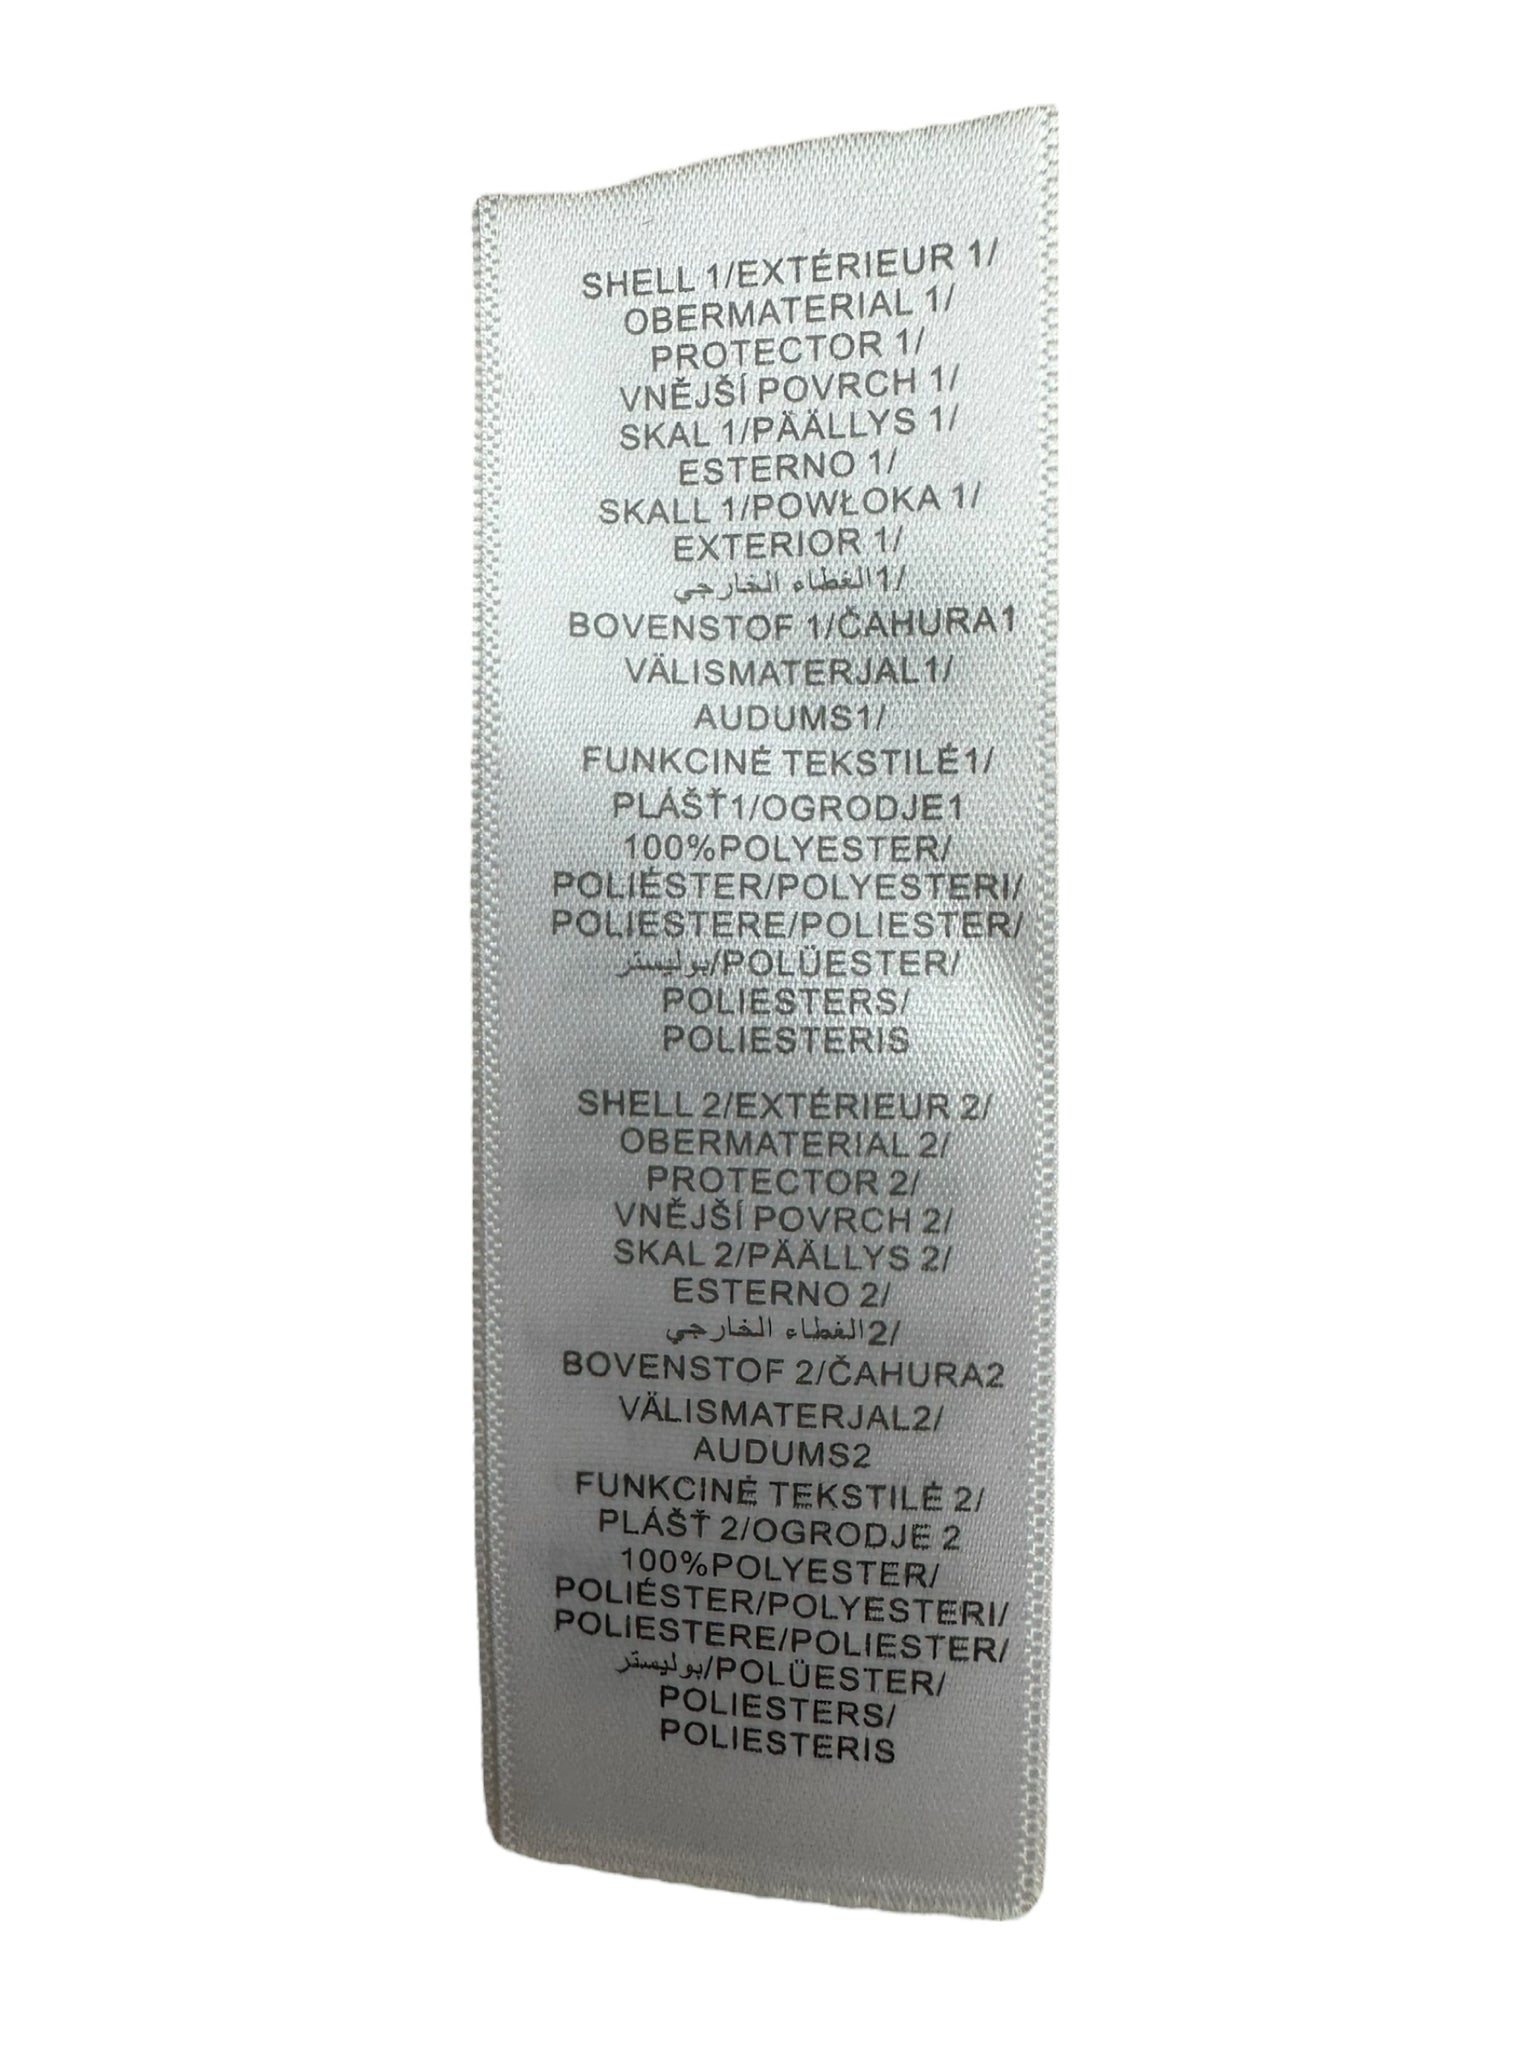 SHELL 1/EXTÉRIEUR 1/
OBERMATERIAL 1/
PROTECTOR 1/
VNĚJŠÍ POVRCH 1/
SKAL 1/PÄÄLLYS 1/
ESTERNO 1/
SKALL 1/POWŁOKA 1/
EXTERIOR 1/
الغطاء الخارجي1/
BOVENSTOF 1/ČAHURA1
VÄLISMATERJAL1/
AUDUMS1/
FUNKCINĖ TEKSTILĖ1/
PLÁŠŤ1/OGRODJE1
100%POLYESTER/
POLIÉSTER/POLYESTERI/
POLIESTERE/POLIESTER/
بوليستر/POLÜESTER/
POLIESTERS/
POLIESTERIS
SHELL 2/EXTÉRIEUR 2/
OBERMATERIAL 2/
PROTECTOR 2/
VNĚJŠÍ POVRCH 2/
SKAL 2/PÄÄLLYS 2/
ESTERNO 2/
الغطاء الخارجي2/
BOVENSTOF 2/ČAHURA2
VÄLISMATERJAL2/
AUDUMS2
FUNKCINĖ TEKSTILĖ 2/
PLÁŠŤ 2/OGRODJE 2
100%POLYESTER/
POLIÉSTER/POLYESTERI/
POLIESTERE/POLIESTER/
بوليستر/POLÜESTER/
POLIESTERS/
POLIESTERIS